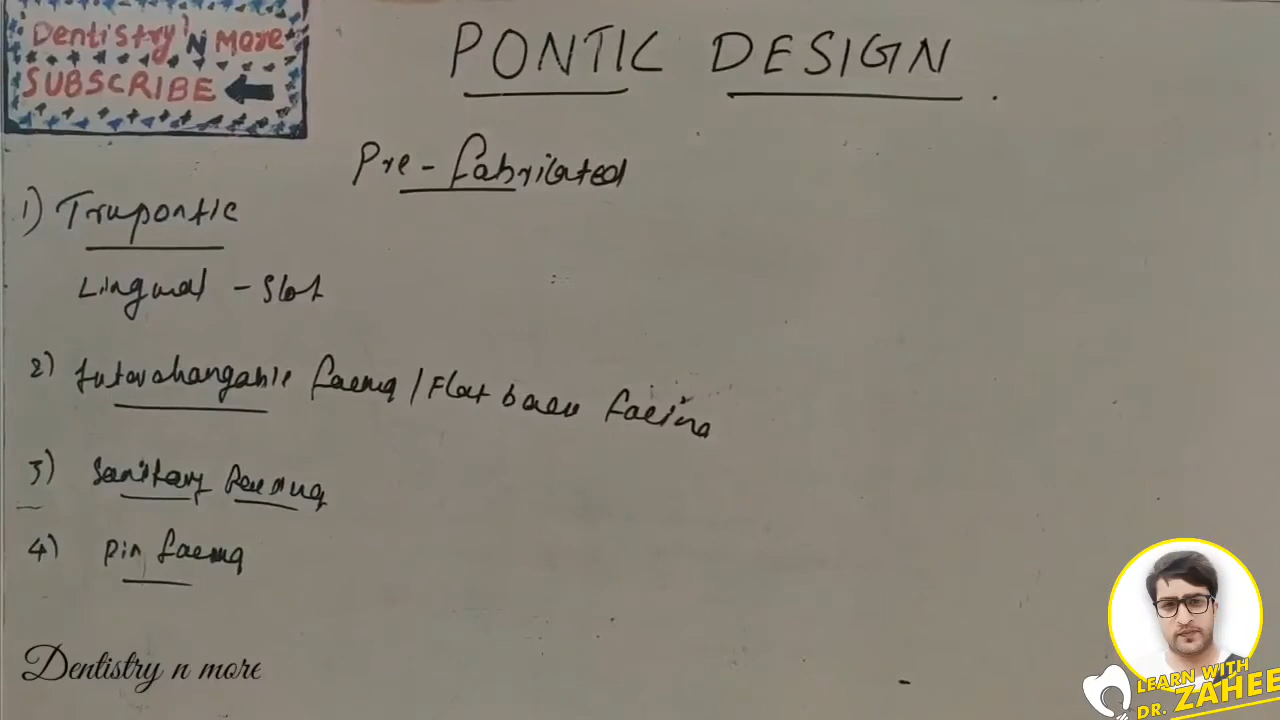 Dentistry'N More
SUBSCRIBE
PONTIC DESIGN
Pre-fabricated
1) Trupontic
Lingual - Slot
2) Interchangable facing / Flat back facing
3) Sanitary facing
4) Pin facing
Dentistry n more
LEARN WITH
DR. ZAHEE